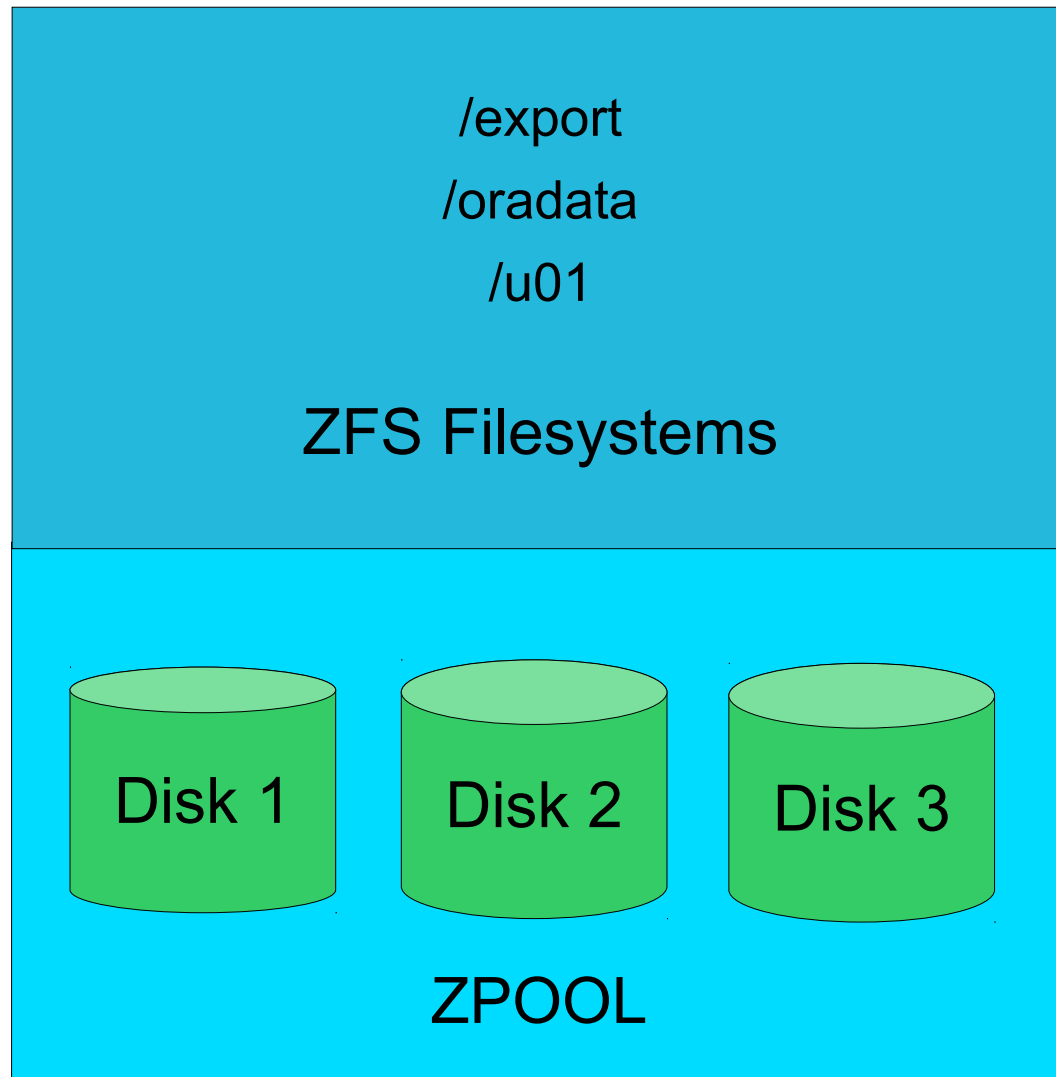 /export
/oradata
/u01
ZFS Filesystems
Disk 1
Disk 2
Disk 3
ZPOOL